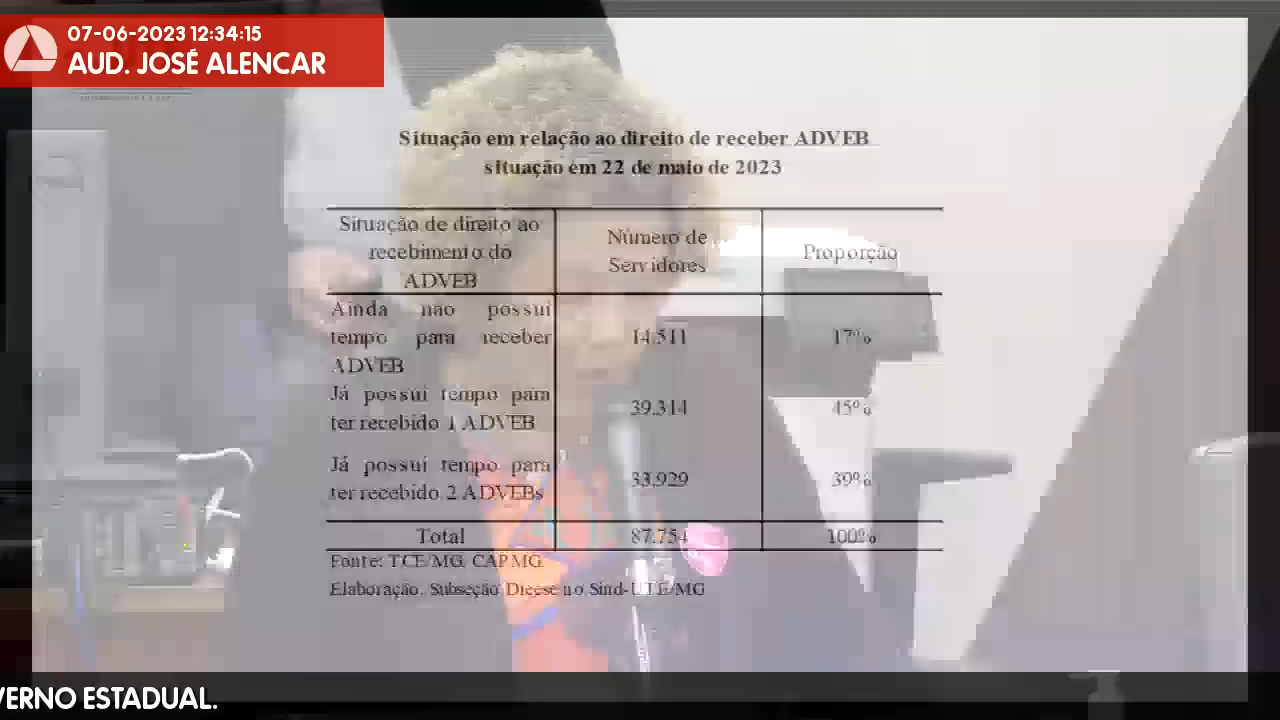 07-06-2023 12:34:15
AUD. JOSÉ ALENCAR
Situação em relação ao direito de receber ADVEB
situação em 22 de maio de 2023
Situação de direito ao
recebimento do
ADVEB
Número de
Servidores
Proporção
Ainda não possui
tempo para receber
ADVEB
14.511
17%
Já possui tempo para
ter recebido 1 ADVEB
39.314
45%
Já possui tempo para
ter recebido 2 ADVEBs
33.929
39%
Total
87.754
100%
Fonte: TCE/MG. CAPMG.
Elaboração. Subseção Dieese no Sind-UTE/MG
VERNO ESTADUAL.